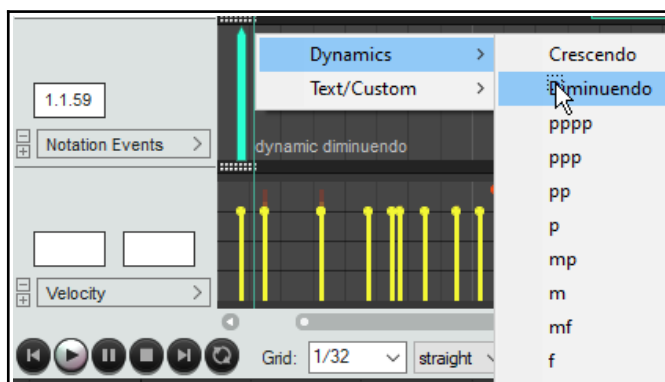 Dynamics >
Text/Custom >
Crescendo
Diminuendo
pppp
ppp
pp
p
mp
m
mf
f
1.1.59
Notation Events >
dynamic diminuendo
Velocity >
Grid: 1/32 straight